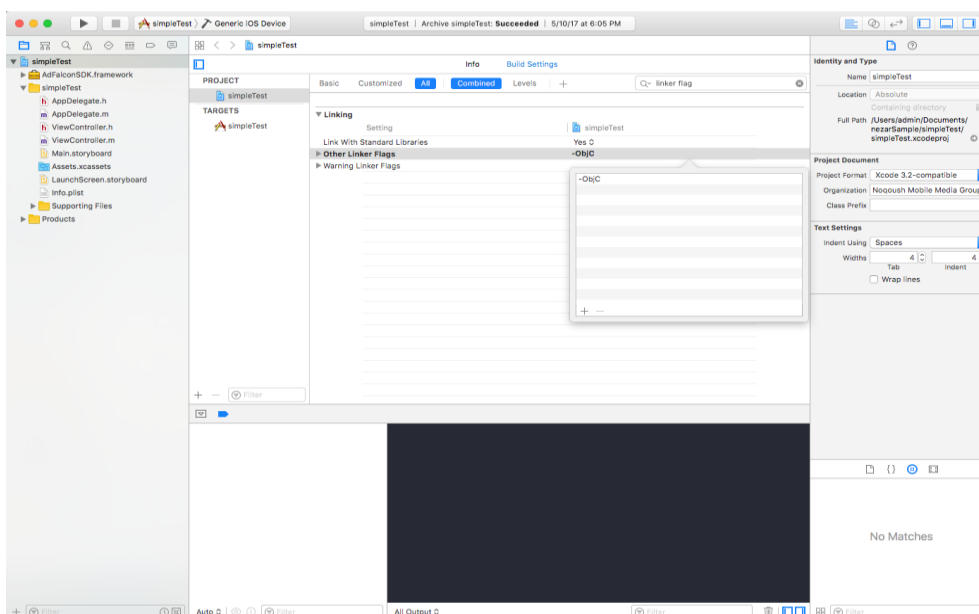 simpleTest
Generic iOS Device
simpleTest | Archive simpleTest: Succeeded | 5/10/17 at 6:05 PM
simpleTest
AdFalconSDK.framework
simpleTest
AppDelegate.h
AppDelegate.m
ViewController.h
ViewController.m
Main.storyboard
Assets.xcassets
LaunchScreen.storyboard
Info.plist
Supporting Files
Products
Filter
simpleTest
Info
Build Settings
PROJECT
simpleTest
TARGETS
simpleTest
Filter
Basic
Customized
All
Combined
Levels
linker flag
Linking
Setting
simpleTest
Link With Standard Libraries
Yes
Other Linker Flags
-ObjC
Warning Linker Flags
-ObjC
Auto
Filter
All Output
Filter
Identity and Type
Name simpleTest
Location Absolute
Containing directory
Full Path /Users/admin/Documents/
nezarSample/simpleTest/
simpleTest.xcodeproj
Project Document
Project Format Xcode 3.2-compatible
Organization Noqoush Mobile Media Group
Class Prefix
Text Settings
Indent Using Spaces
Widths 4 4
Tab Indent
Wrap lines
No Matches
Filter